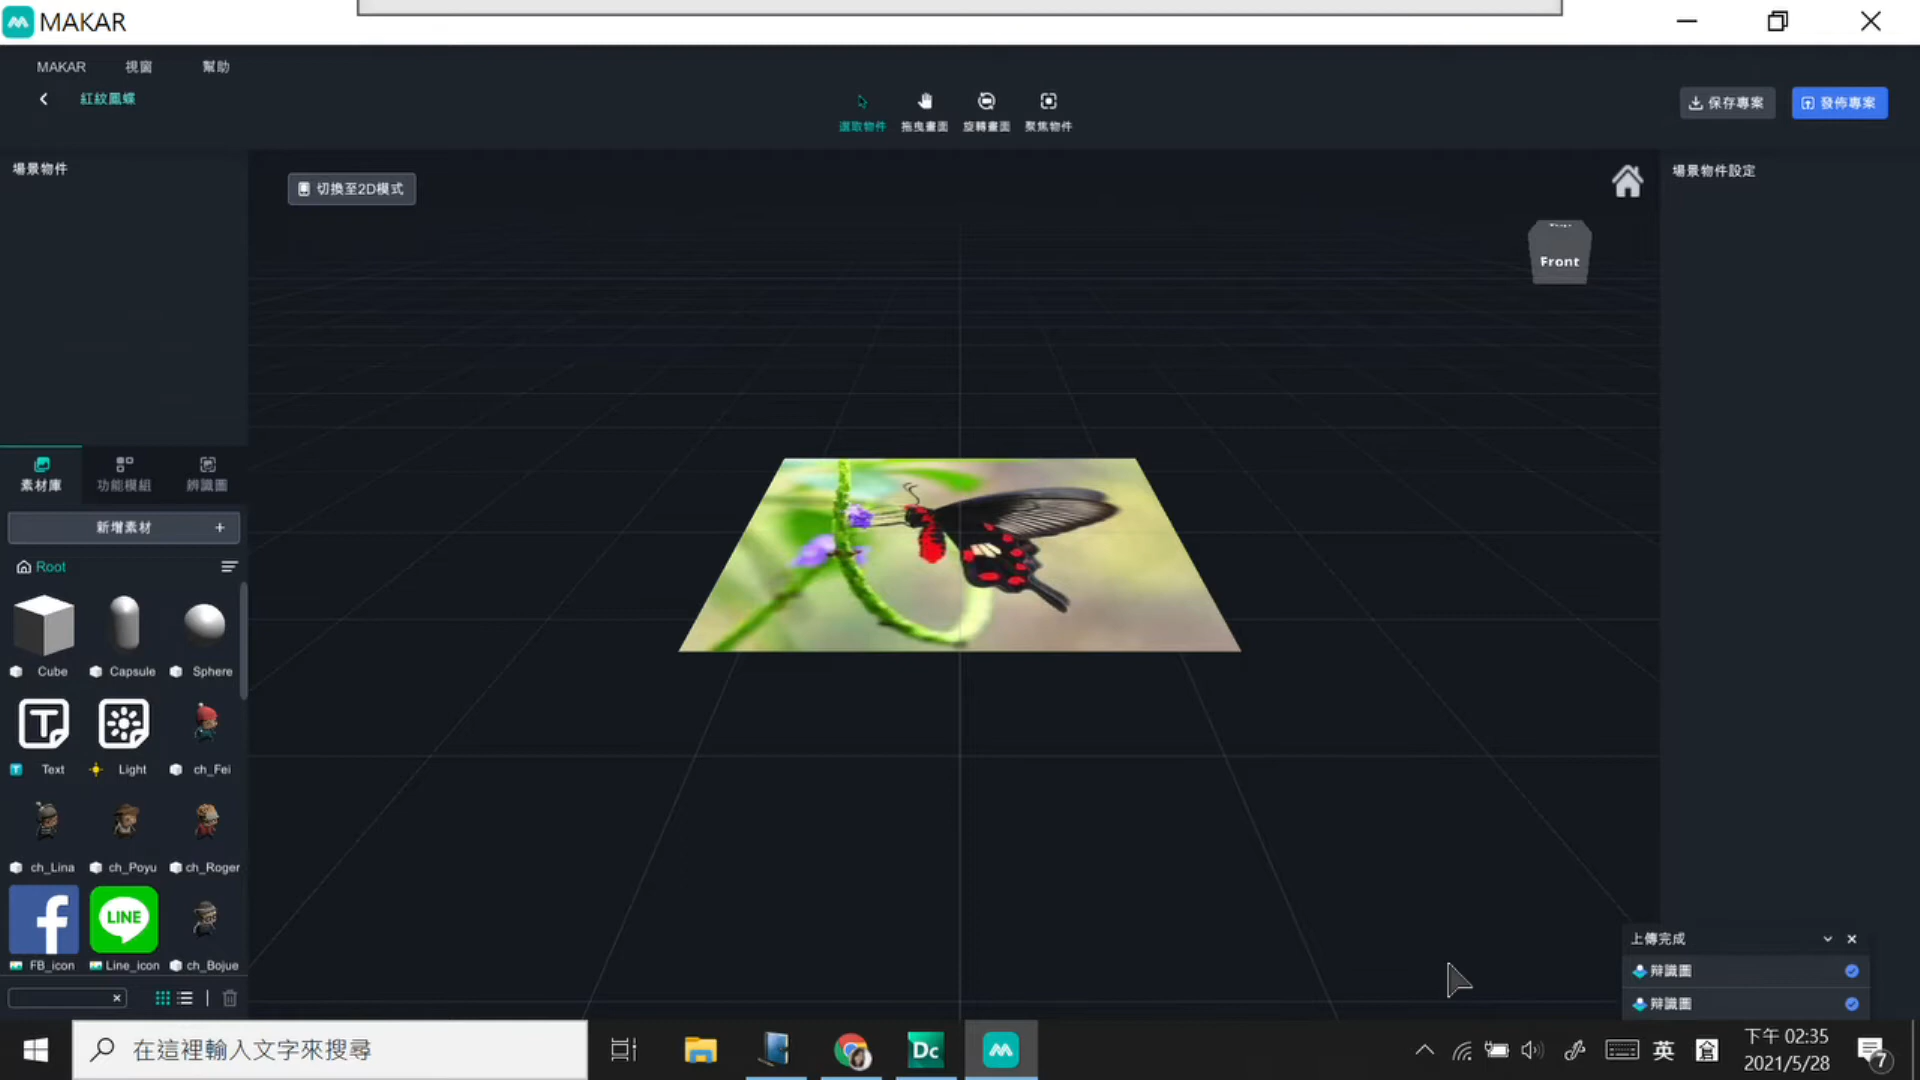 MAKAR
MAKAR 視窗 幫助
紅紋鳳蝶
選取物件 拖曳畫面 旋轉畫面 聚焦物件
保存專案 發佈專案
場景物件
切換至2D模式
場景物件設定
Front
素材庫 功能模組 辨識圖
新增素材 +
Root
Cube Capsule Sphere
Text Light ch_Fei
ch_Lina ch_Poyu ch_Roger
LINE
FB_icon Line_icon ch_Bojue
上傳完成
辯識圖
辯識圖
在這裡輸入文字來搜尋
Dc
英 倉
下午 02:35
2021/5/28
7